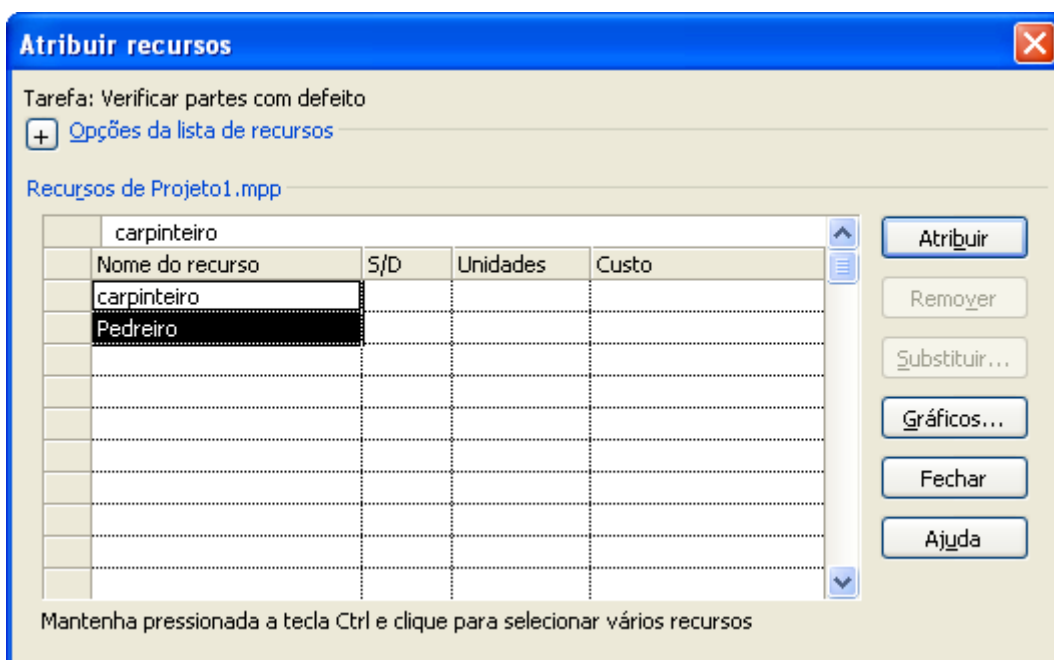 Atribuir recursos
Tarefa: Verificar partes com defeito
+ Opções da lista de recursos
Recursos de Projeto1.mpp
carpinteiro
Nome do recurso S/D Unidades Custo
carpinteiro
Pedreiro
Atribuir
Remover
Substituir...
Gráficos...
Fechar
Ajuda
Mantenha pressionada a tecla Ctrl e clique para selecionar vários recursos